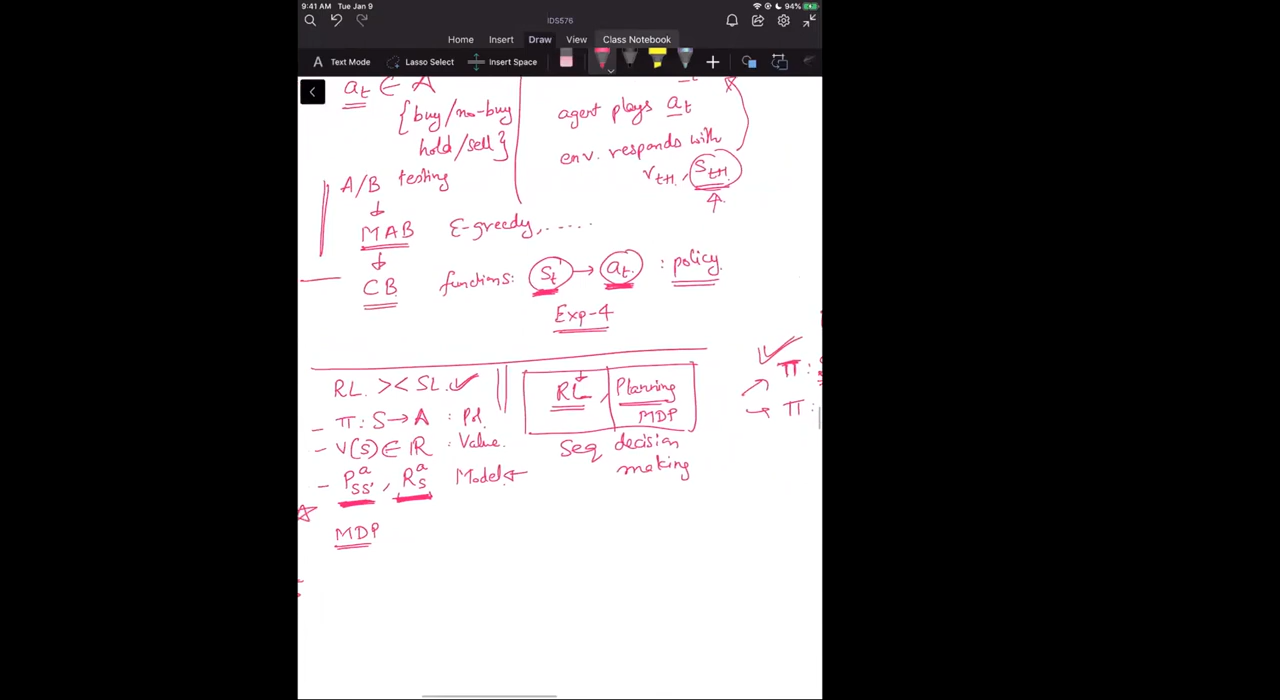 9:41 AM Tue Jan 9
94%
IDS576
Home Insert Draw View Class Notebook
Text Mode Lasso Select Insert Space
a_t ∈ A
{buy/no-buy
hold/sell}
agent plays a_t
env. responds with
r_t+1, S_t+1
A/B testing
MAB ε-greedy, .....
CB functions: S_t → a_t : policy
Exp-4
RL >< SL ✓
- π: S→A : Pol
- V(S) ∈ ℝ : Value.
- P^a_ss', R^a_s Model ←
MDP
RL, Planning
MDP
Seq decision
making
π:
π: